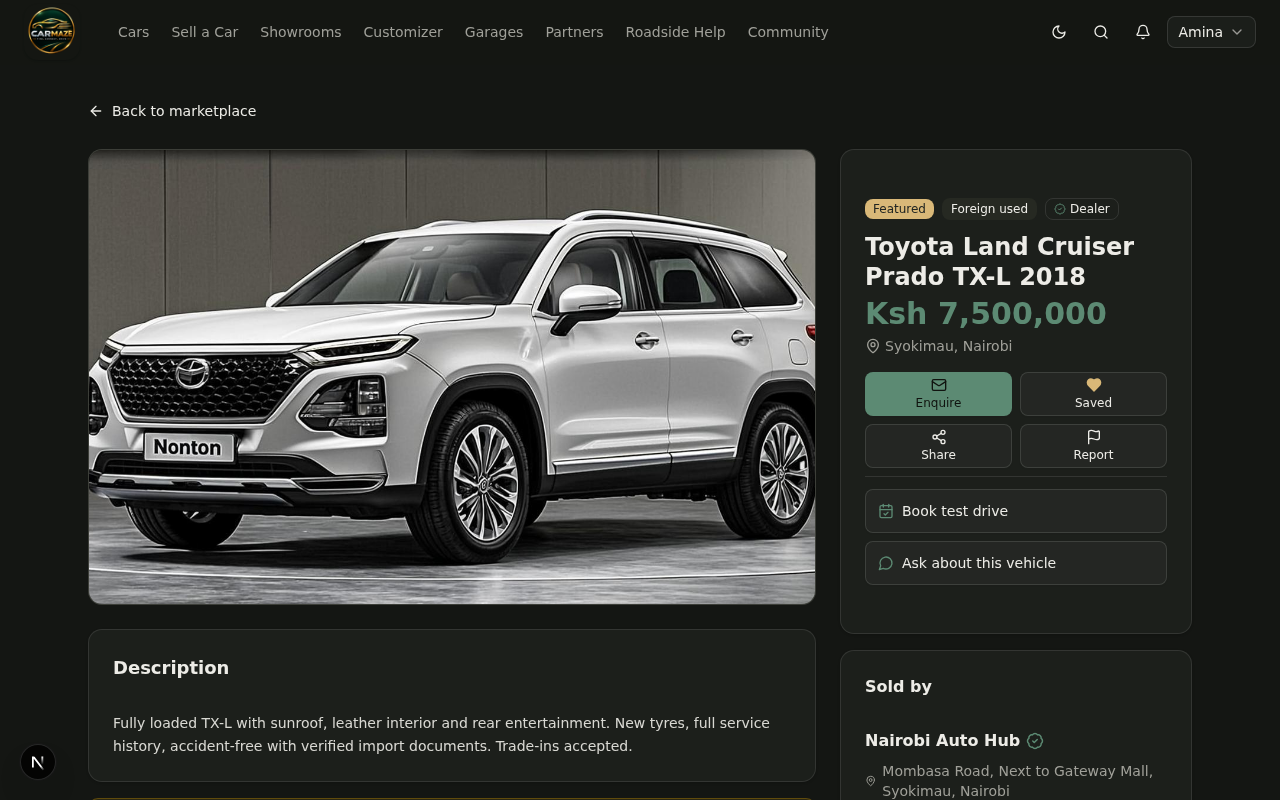 CARMAZE
Cars
Sell a Car
Showrooms
Customizer
Garages
Partners
Roadside Help
Community
Amina
Back to marketplace
Nonton
Featured
Foreign used
Dealer
Toyota Land Cruiser
Prado TX-L 2018
Ksh 7,500,000
Syokimau, Nairobi
Enquire
Saved
Share
Report
Book test drive
Ask about this vehicle
Description
Fully loaded TX-L with sunroof, leather interior and rear entertainment. New tyres, full service
history, accident-free with verified import documents. Trade-ins accepted.
Sold by
Nairobi Auto Hub
Mombasa Road, Next to Gateway Mall,
Syokimau, Nairobi
N